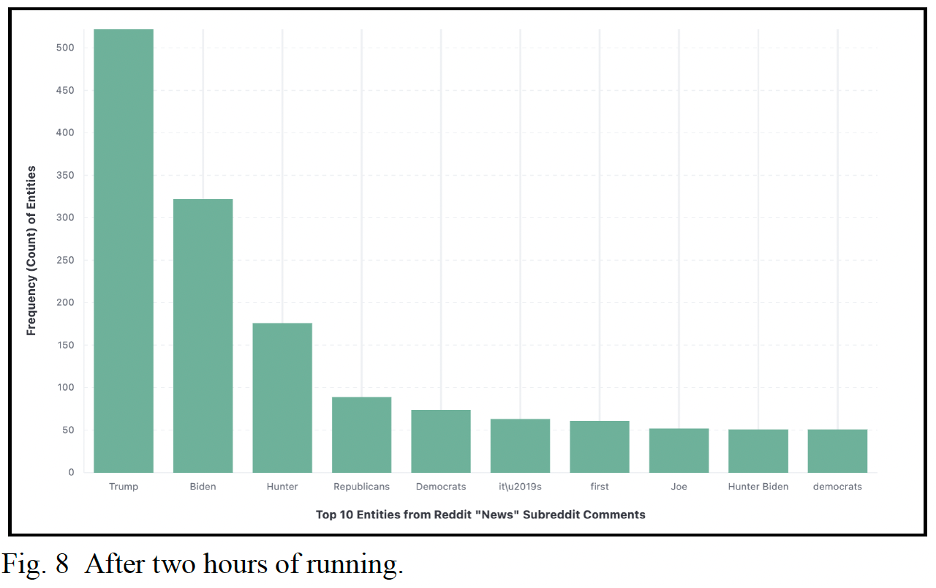 500
450
400
350
300
250
200
150
100
50
0
Frequency (Count) of Entities
Trump Biden Hunter Republicans Democrats it\u2019s first Joe Hunter Biden democrats
Top 10 Entities from Reddit "News" Subreddit Comments
Fig. 8 After two hours of running.